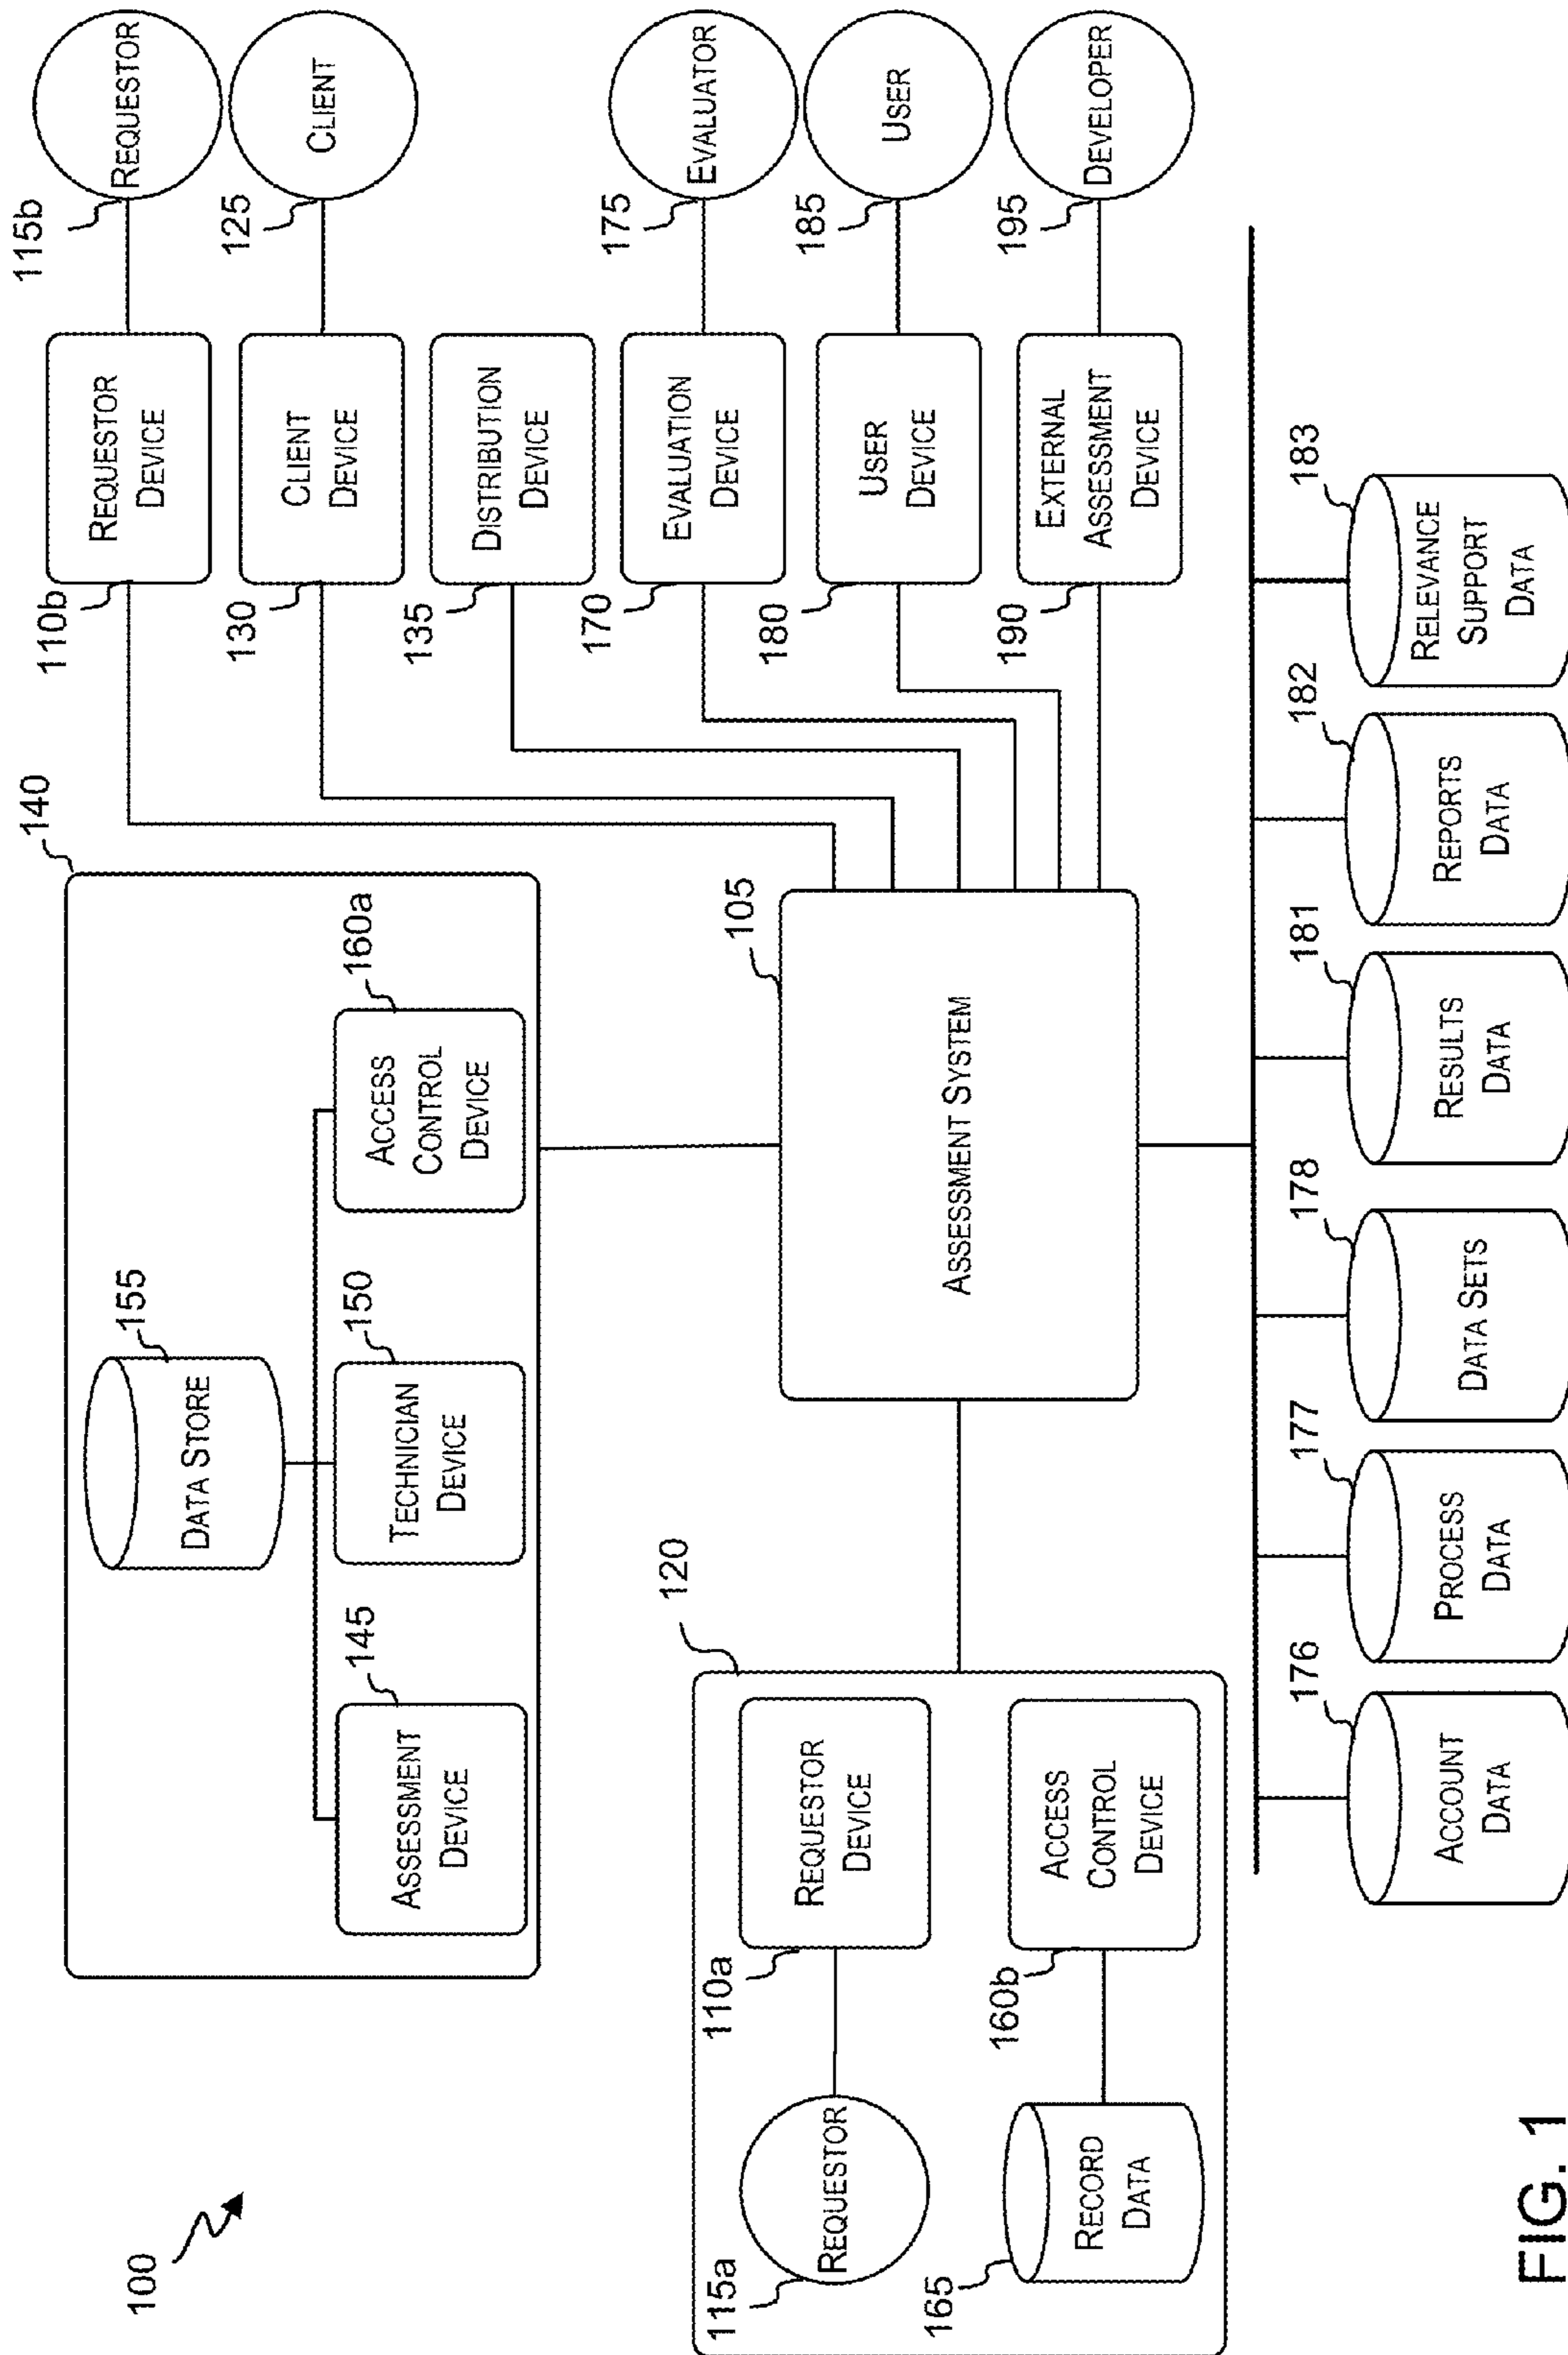 100
140
DATA STORE
155
ASSESSMENT
DEVICE
145
TECHNICIAN
DEVICE
150
ACCESS
CONTROL
DEVICE
160a
120
REQUESTOR
115a
REQUESTOR
DEVICE
110a
RECORD
DATA
165
ACCESS
CONTROL
DEVICE
160b
ASSESSMENT SYSTEM
105
110b
REQUESTOR
DEVICE
115b
REQUESTOR
130
CLIENT
DEVICE
125
CLIENT
135
DISTRIBUTION
DEVICE
170
EVALUATION
DEVICE
175
EVALUATOR
180
USER
DEVICE
185
USER
190
EXTERNAL
ASSESSMENT
DEVICE
195
DEVELOPER
176
ACCOUNT
DATA
177
PROCESS
DATA
178
DATA SETS
181
RESULTS
DATA
182
REPORTS
DATA
183
RELEVANCE
SUPPORT
DATA
FIG. 1